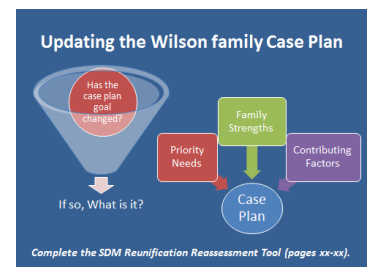 Updating the Wilson family Case Plan
Has the
case plan
goal
changed?
If so, What is it?
Family
Strengths
Priority
Needs
Contributing
Factors
Case
Plan
Complete the SDM Reunification Reassessment Tool (pages xx-xx).